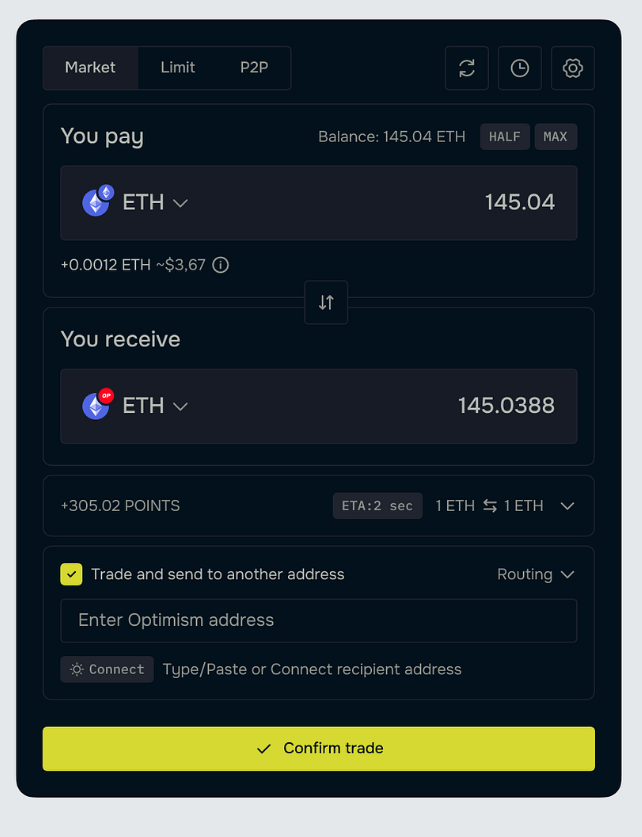 Market Limit P2P
You pay Balance: 145.04 ETH HALF MAX
ETH 145.04
+0.0012 ETH ~$3,67
You receive
OP
ETH 145.0388
+305.02 POINTS ETA:2 sec 1 ETH 1 ETH
Trade and send to another address Routing
Enter Optimism address
Connect Type/Paste or Connect recipient address
Confirm trade